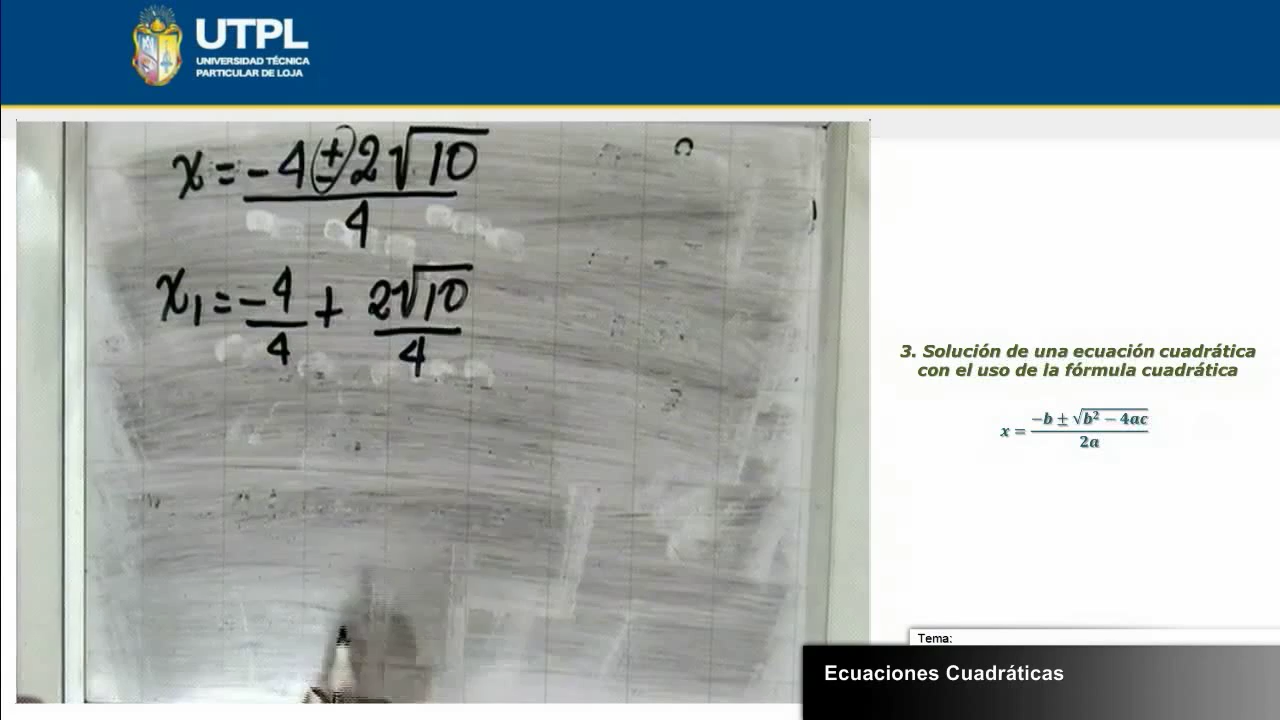 UTPL
UNIVERSIDAD TÉCNICA
PARTICULAR DE LOJA
x = -4 ± 2√10
4
x₁ = -4/4 + 2√10/4
3. Solución de una ecuación cuadrática
con el uso de la fórmula cuadrática
x = -b ± √b² - 4ac
2a
Tema:
Ecuaciones Cuadráticas